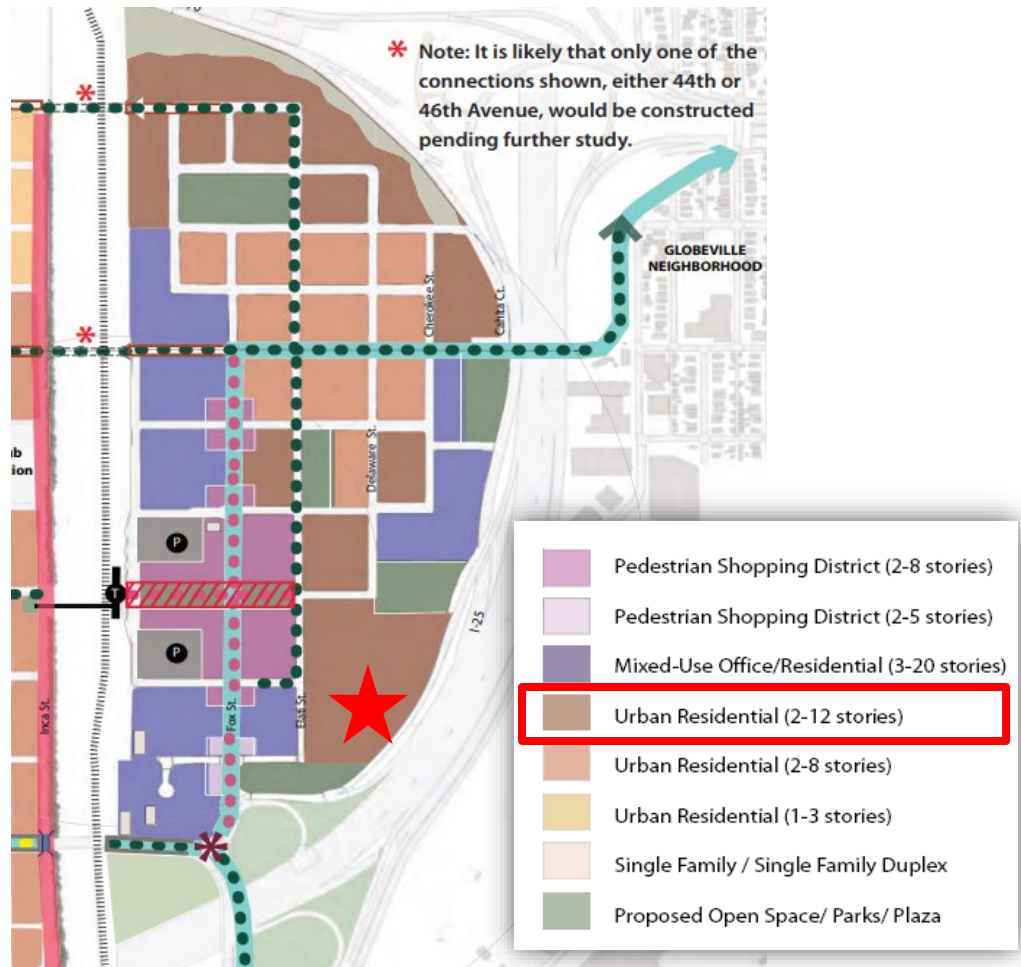 * Note: It is likely that only one of the
connections shown, either 44th or
46th Avenue, would be constructed
pending further study.
*
GLOBEVILLE
NEIGHBORHOOD
Cherokee St.
Cahita Ct.
*
Delaware St.
b
ion
P
T
P
I-25
Inca St.
Fox St.
Elati St.
*
Pedestrian Shopping District (2-8 stories)
Pedestrian Shopping District (2-5 stories)
Mixed-Use Office/Residential (3-20 stories)
Urban Residential (2-12 stories)
Urban Residential (2-8 stories)
Urban Residential (1-3 stories)
Single Family / Single Family Duplex
Proposed Open Space/ Parks/ Plaza